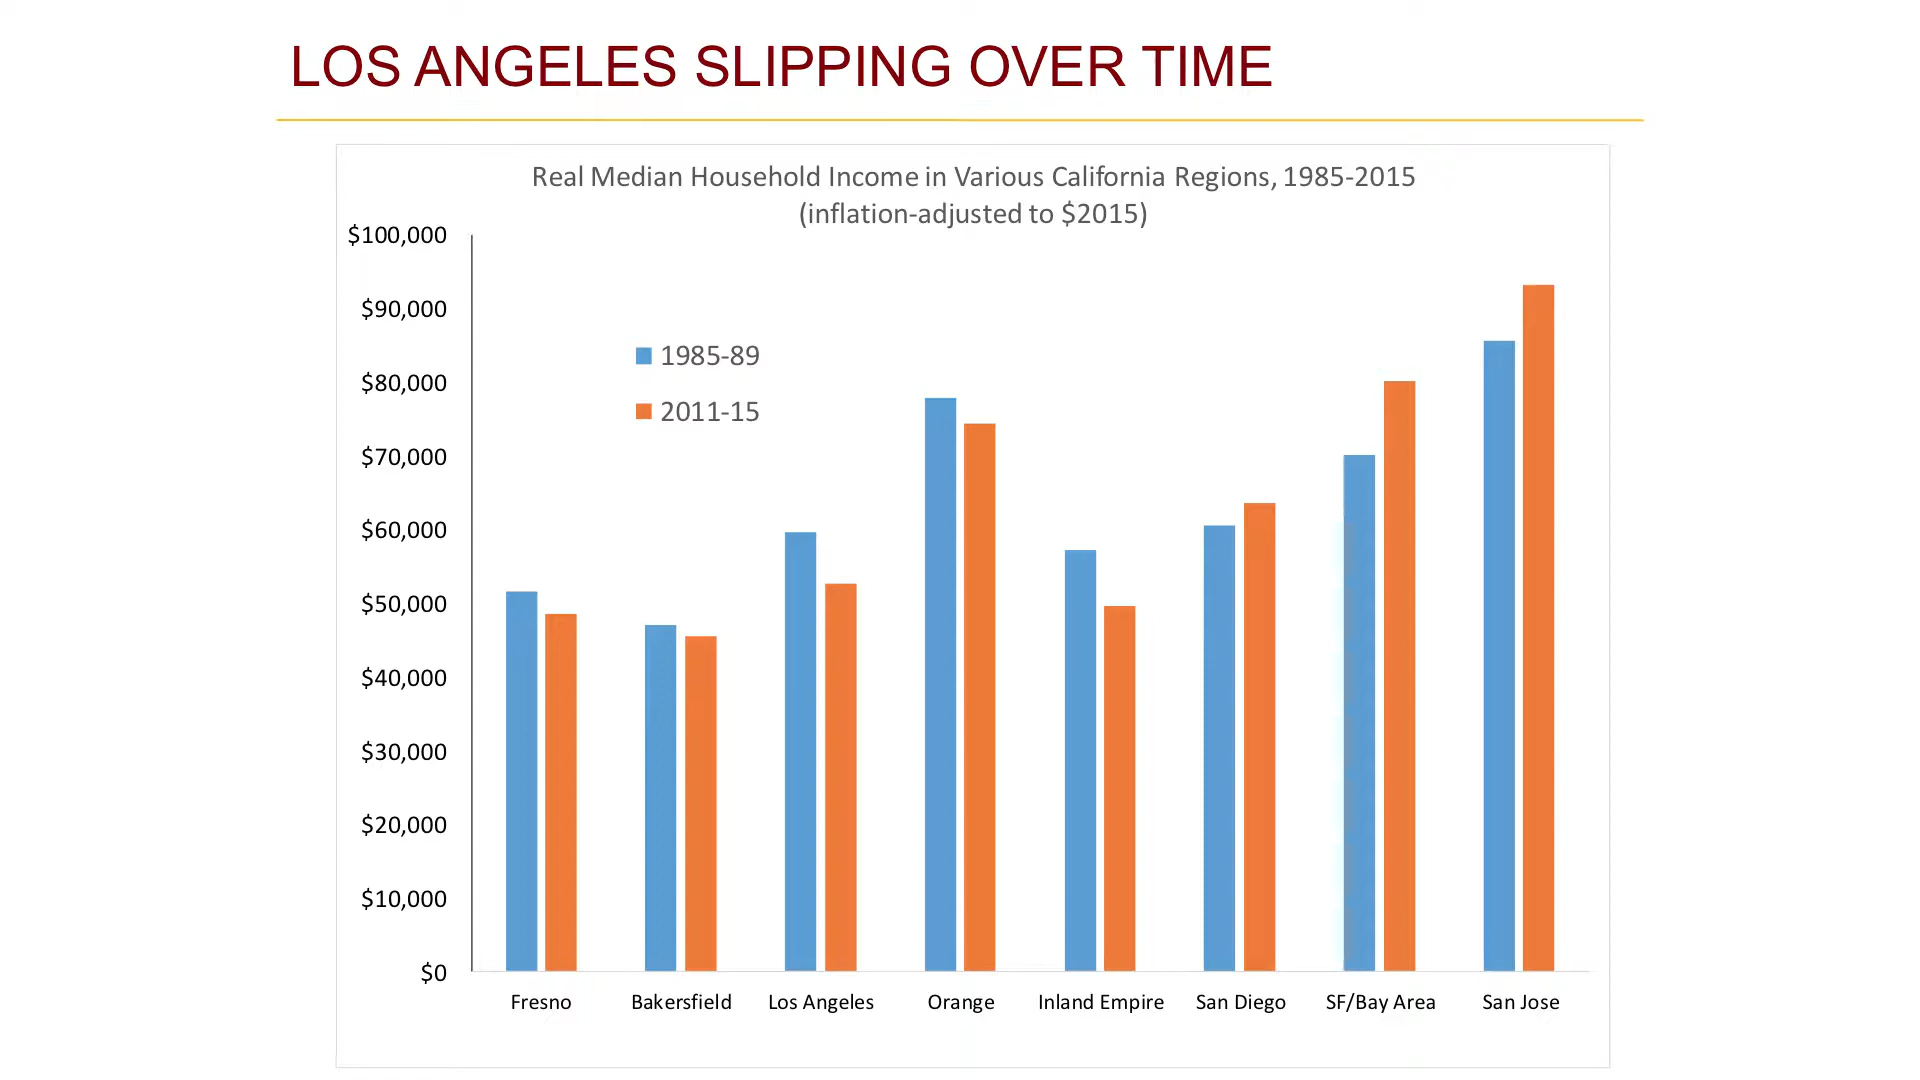 LOS ANGELES SLIPPING OVER TIME
Real Median Household Income in Various California Regions, 1985-2015
(inflation-adjusted to $2015)
$100,000
$90,000
$80,000
$70,000
$60,000
$50,000
$40,000
$30,000
$20,000
$10,000
$0
1985-89
2011-15
Fresno
Bakersfield
Los Angeles
Orange
Inland Empire
San Diego
SF/Bay Area
San Jose